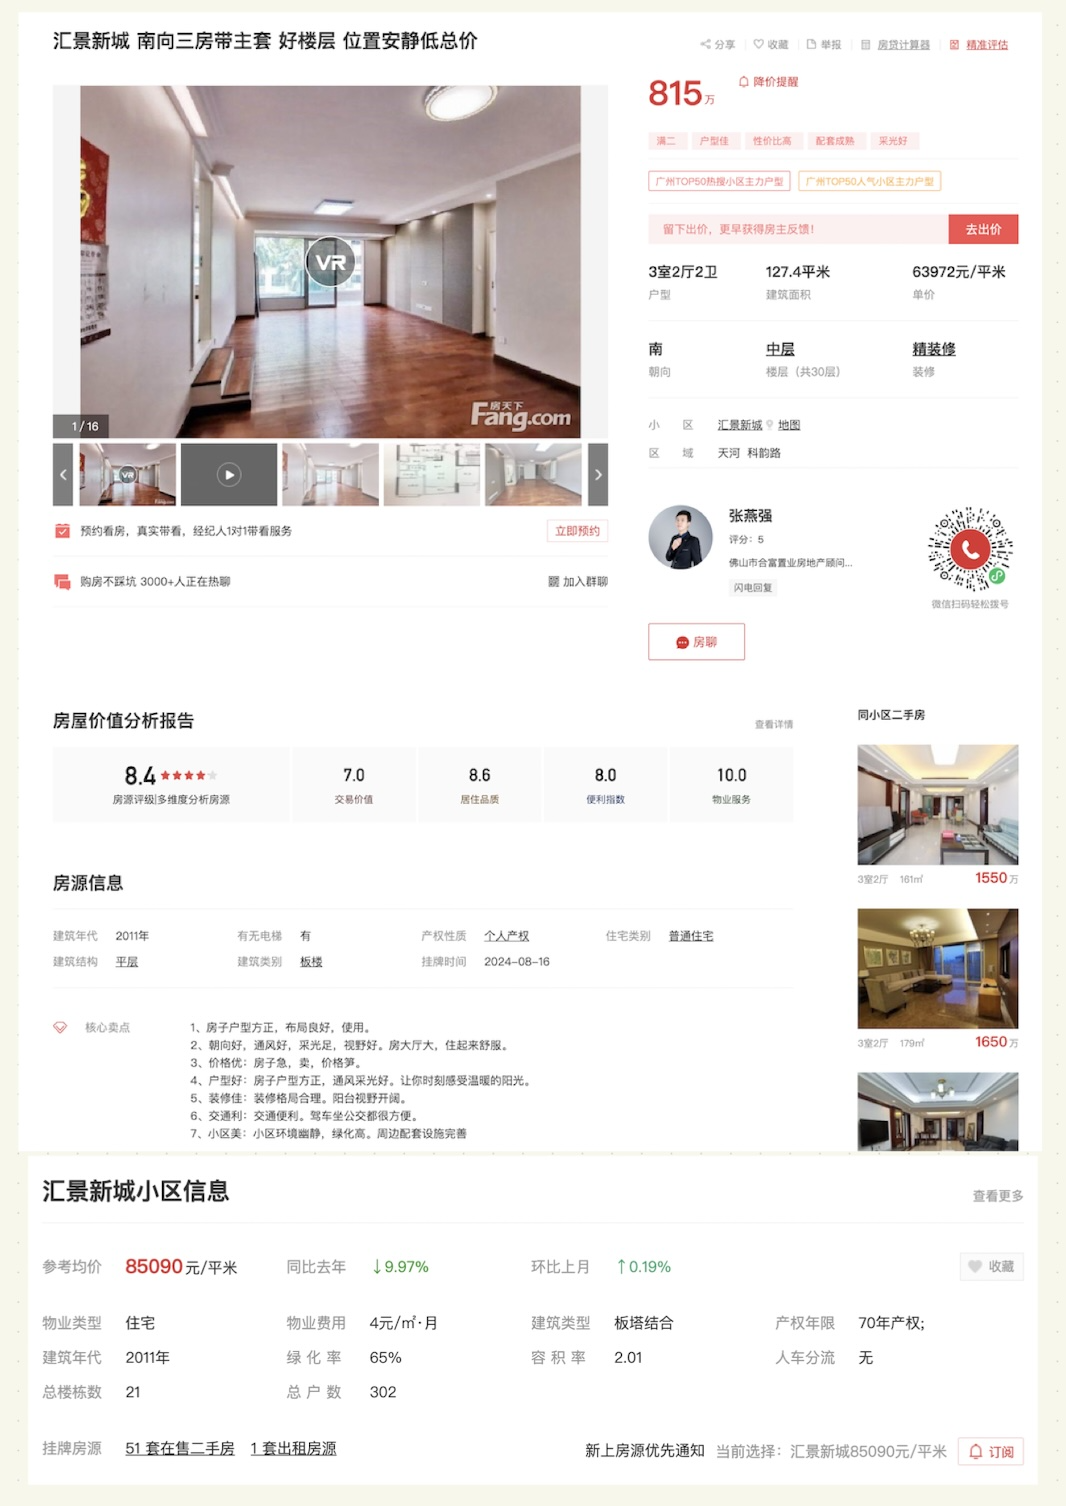 汇景新城 南向三房带主套 好楼层 位置安静低总价
分享 收藏 举报 房贷计算器 精准评估
815万 降价提醒
满二 户型佳 性价比高 配套成熟 采光好
广州TOP50热搜小区主力户型 广州TOP50人气小区主力户型
留下出价，更早获得房主反馈！ 去出价
3室2厅2卫 127.4平米 63972元/平米
户型 建筑面积 单价
南 中层 精装修
朝向 楼层（共30层） 装修
小 区 汇景新城 地图
区 域 天河 科韵路
VR
房天下
Fang.com
1 / 16
VR
预约看房，真实带看，经纪人1对1带看服务 立即预约
购房不踩坑 3000+人正在热聊 加入群聊
张燕强
评分：5
佛山市合富置业房地产顾问...
闪电回复
微信扫码轻松拨号
房聊
房屋价值分析报告 查看详情
8.4 7.0 8.6 8.0 10.0
房源评级|多维度分析房源 交易价值 居住品质 便利指数 物业服务
房源信息
建筑年代 2011年 有无电梯 有 产权性质 个人产权 住宅类别 普通住宅
建筑结构 平层 建筑类别 板楼 挂牌时间 2024-08-16
核心卖点 1、房子户型方正，布局良好，使用。
2、朝向好，通风好，采光足，视野好。房大厅大，住起来舒服。
3、价格优：房子急，卖，价格笋。
4、户型好：房子户型方正，通风采光好。让你时刻感受温暖的阳光。
5、装修佳：装修格局合理。阳台视野开阔。
6、交通利：交通便利。驾车坐公交都很方便。
7、小区美：小区环境幽静，绿化高。周边配套设施完善
同小区二手房
3室2厅 161㎡ 1550万
3室2厅 179㎡ 1650万
汇景新城小区信息 查看更多
参考均价 85090元/平米 同比去年 ↓9.97% 环比上月 ↑0.19% 收藏
物业类型 住宅 物业费用 4元/㎡·月 建筑类型 板塔结合 产权年限 70年产权;
建筑年代 2011年 绿 化 率 65% 容 积 率 2.01 人车分流 无
总楼栋数 21 总 户 数 302
挂牌房源 51 套在售二手房 1 套出租房源 新上房源优先通知 当前选择：汇景新城85090元/平米 订阅